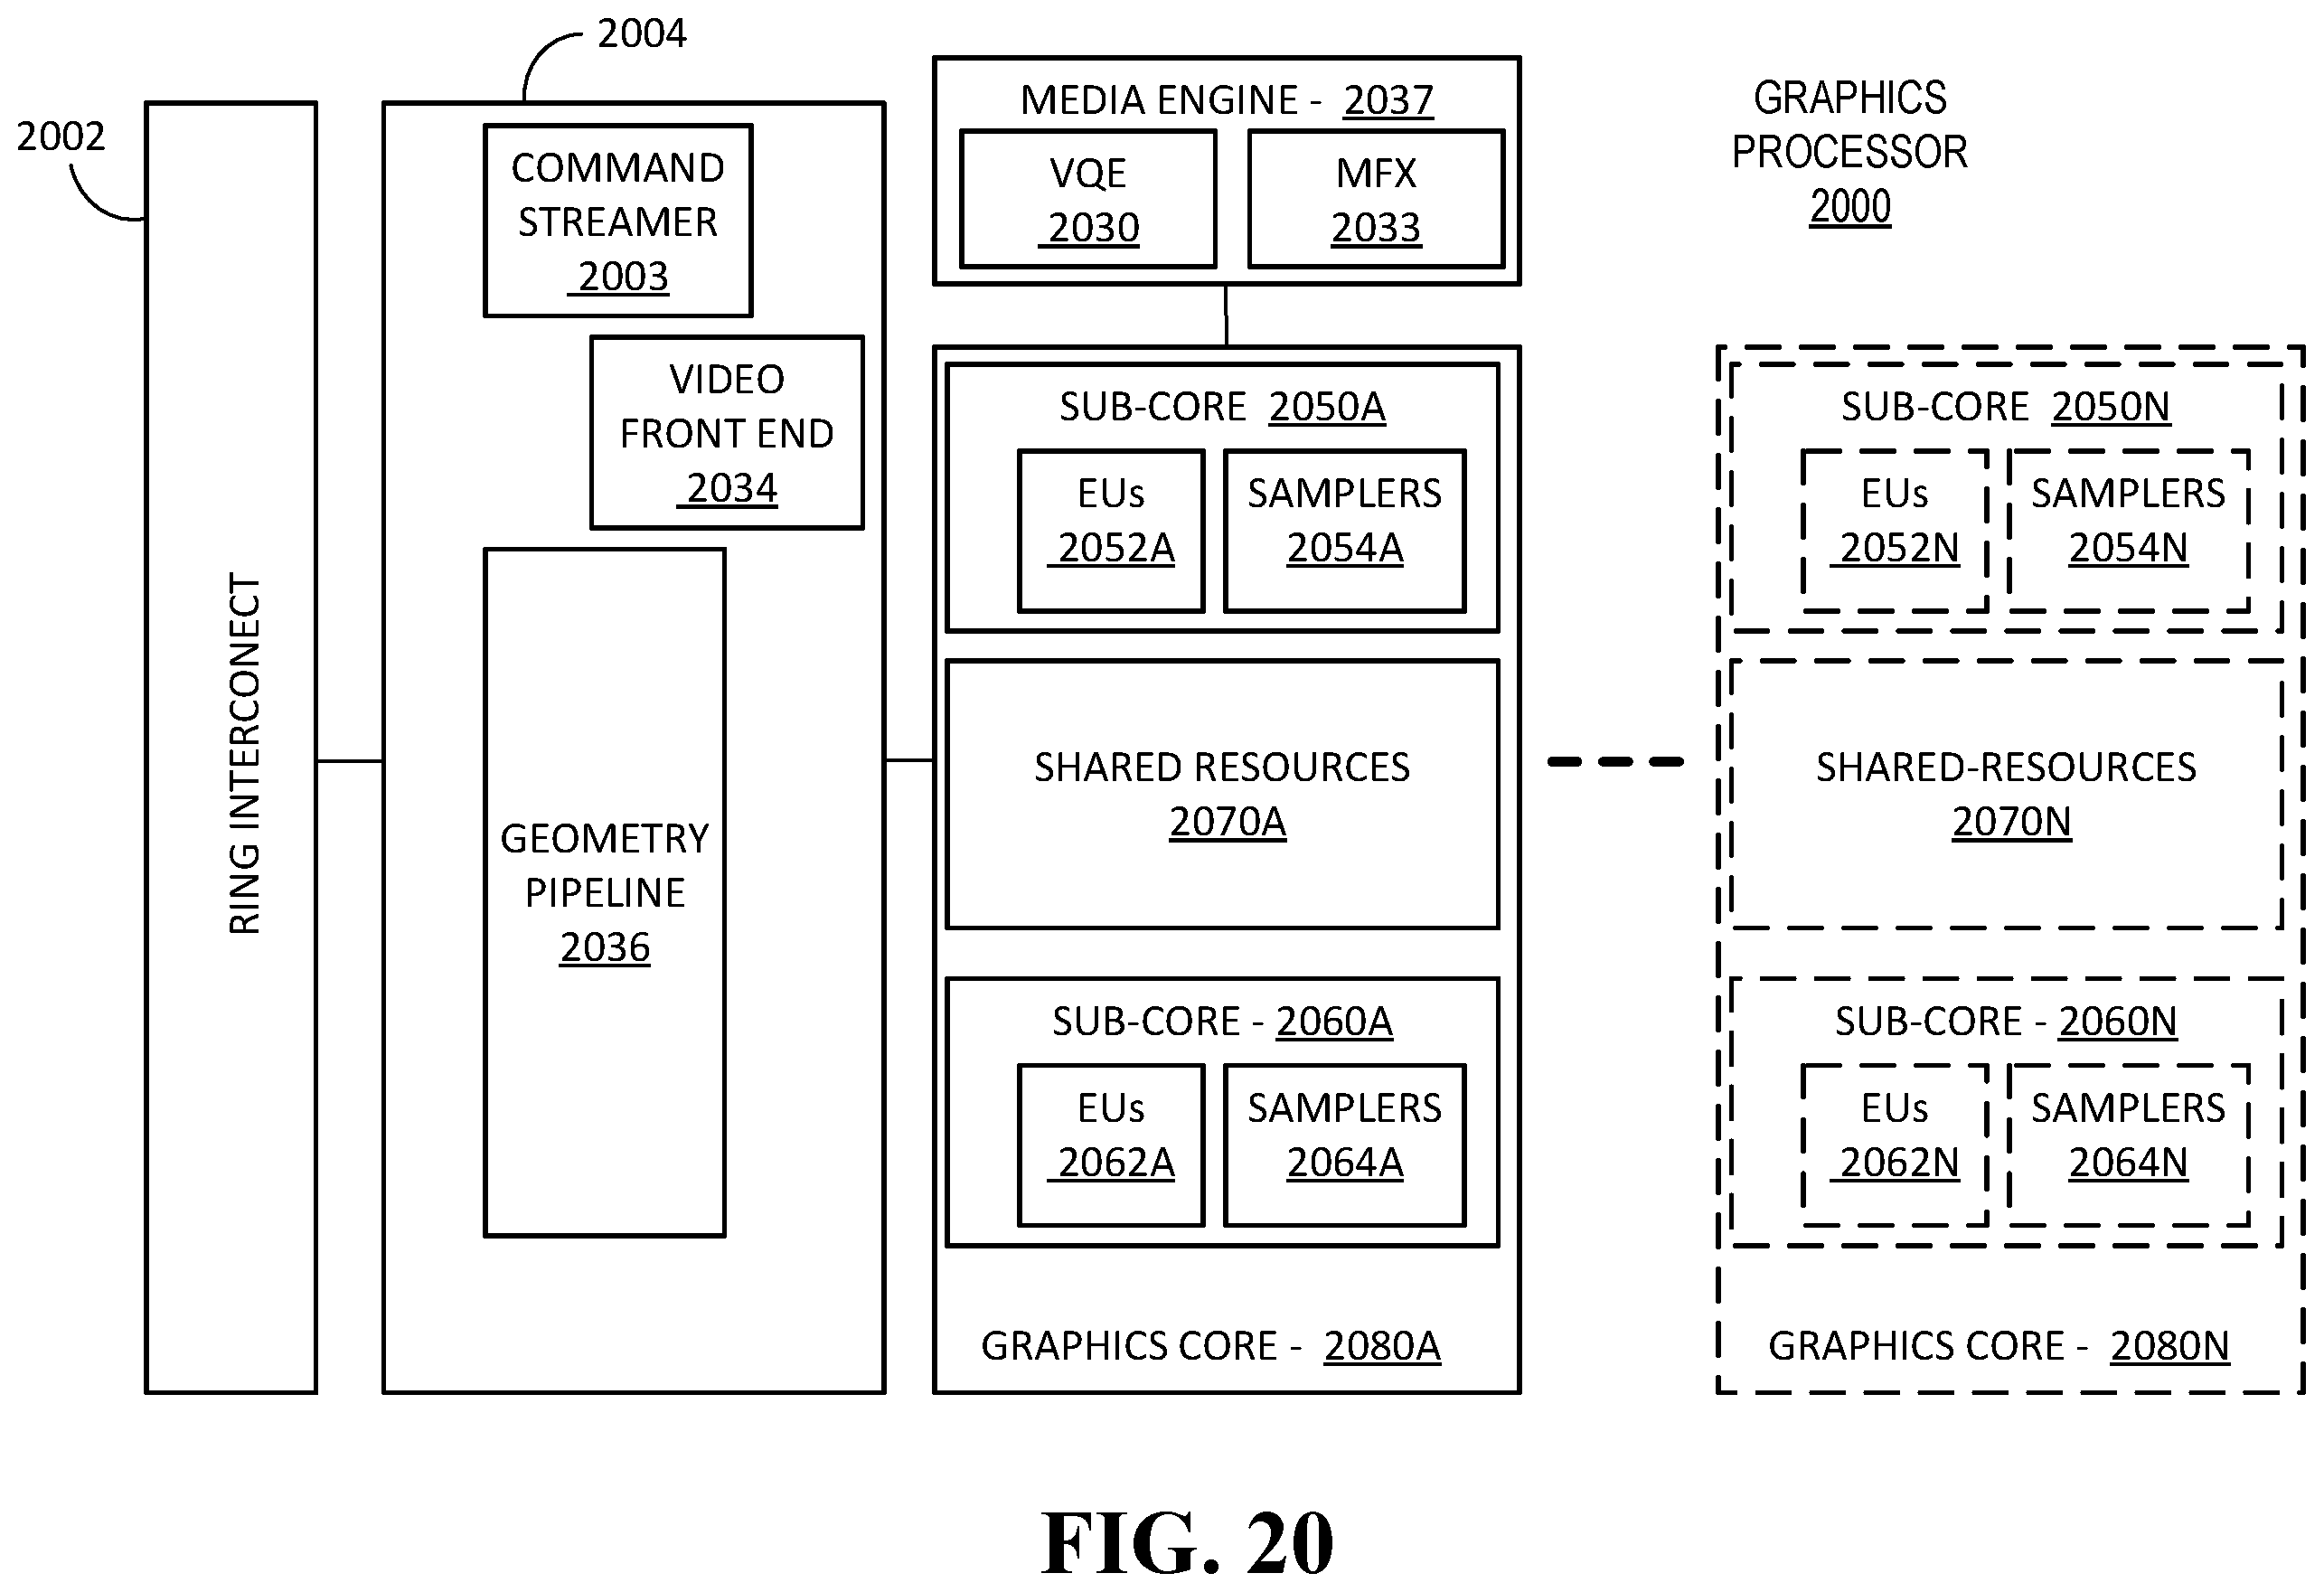 2004
2002
RING INTERCONECT
COMMAND
STREAMER
2003
VIDEO
FRONT END
2034
GEOMETRY
PIPELINE
2036
MEDIA ENGINE - 2037
VQE
2030
MFX
2033
GRAPHICS
PROCESSOR
2000
SUB-CORE 2050A
EUs
2052A
SAMPLERS
2054A
SHARED RESOURCES
2070A
SUB-CORE - 2060A
EUs
2062A
SAMPLERS
2064A
GRAPHICS CORE - 2080A
SUB-CORE 2050N
EUs
2052N
SAMPLERS
2054N
SHARED-RESOURCES
2070N
SUB-CORE - 2060N
EUs
2062N
SAMPLERS
2064N
GRAPHICS CORE - 2080N
FIG. 20